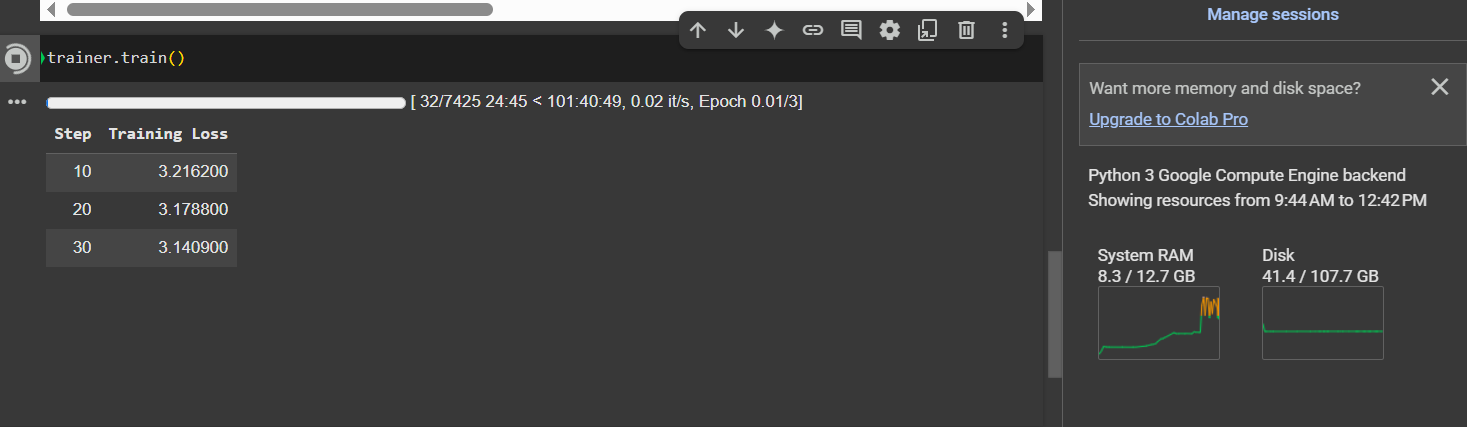 Manage sessions
trainer.train()
[ 32/7425 24:45 < 101:40:49, 0.02 it/s, Epoch 0.01/3]
Step Training Loss
10 3.216200
20 3.178800
30 3.140900
Want more memory and disk space?
Upgrade to Colab Pro
Python 3 Google Compute Engine backend
Showing resources from 9:44 AM to 12:42 PM
System RAM
8.3 / 12.7 GB
Disk
41.4 / 107.7 GB